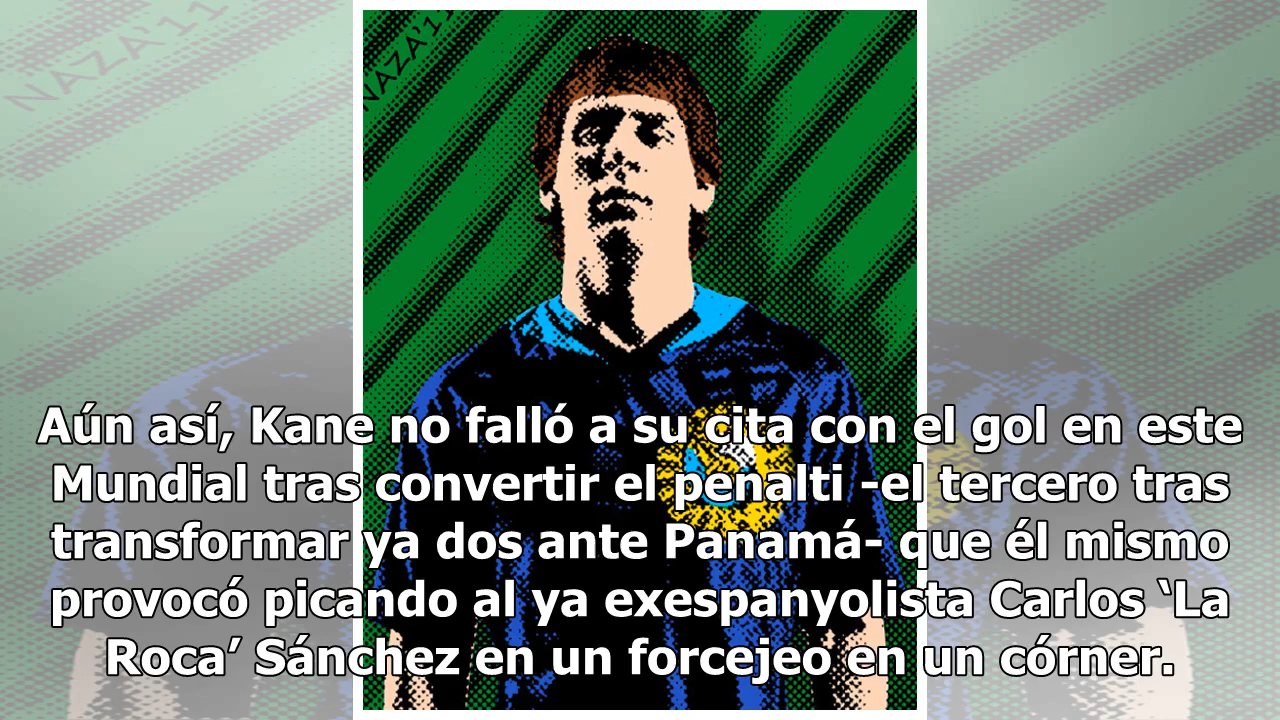 NAZA'11
NAZA'11
Aún así, Kane no falló a su cita con el gol en este
Mundial tras convertir el penalti -el tercero tras
transformar ya dos ante Panamá- que él mismo
provocó picando al ya exespanyolista Carlos ‘La
Roca’ Sánchez en un forcejeo en un córner.